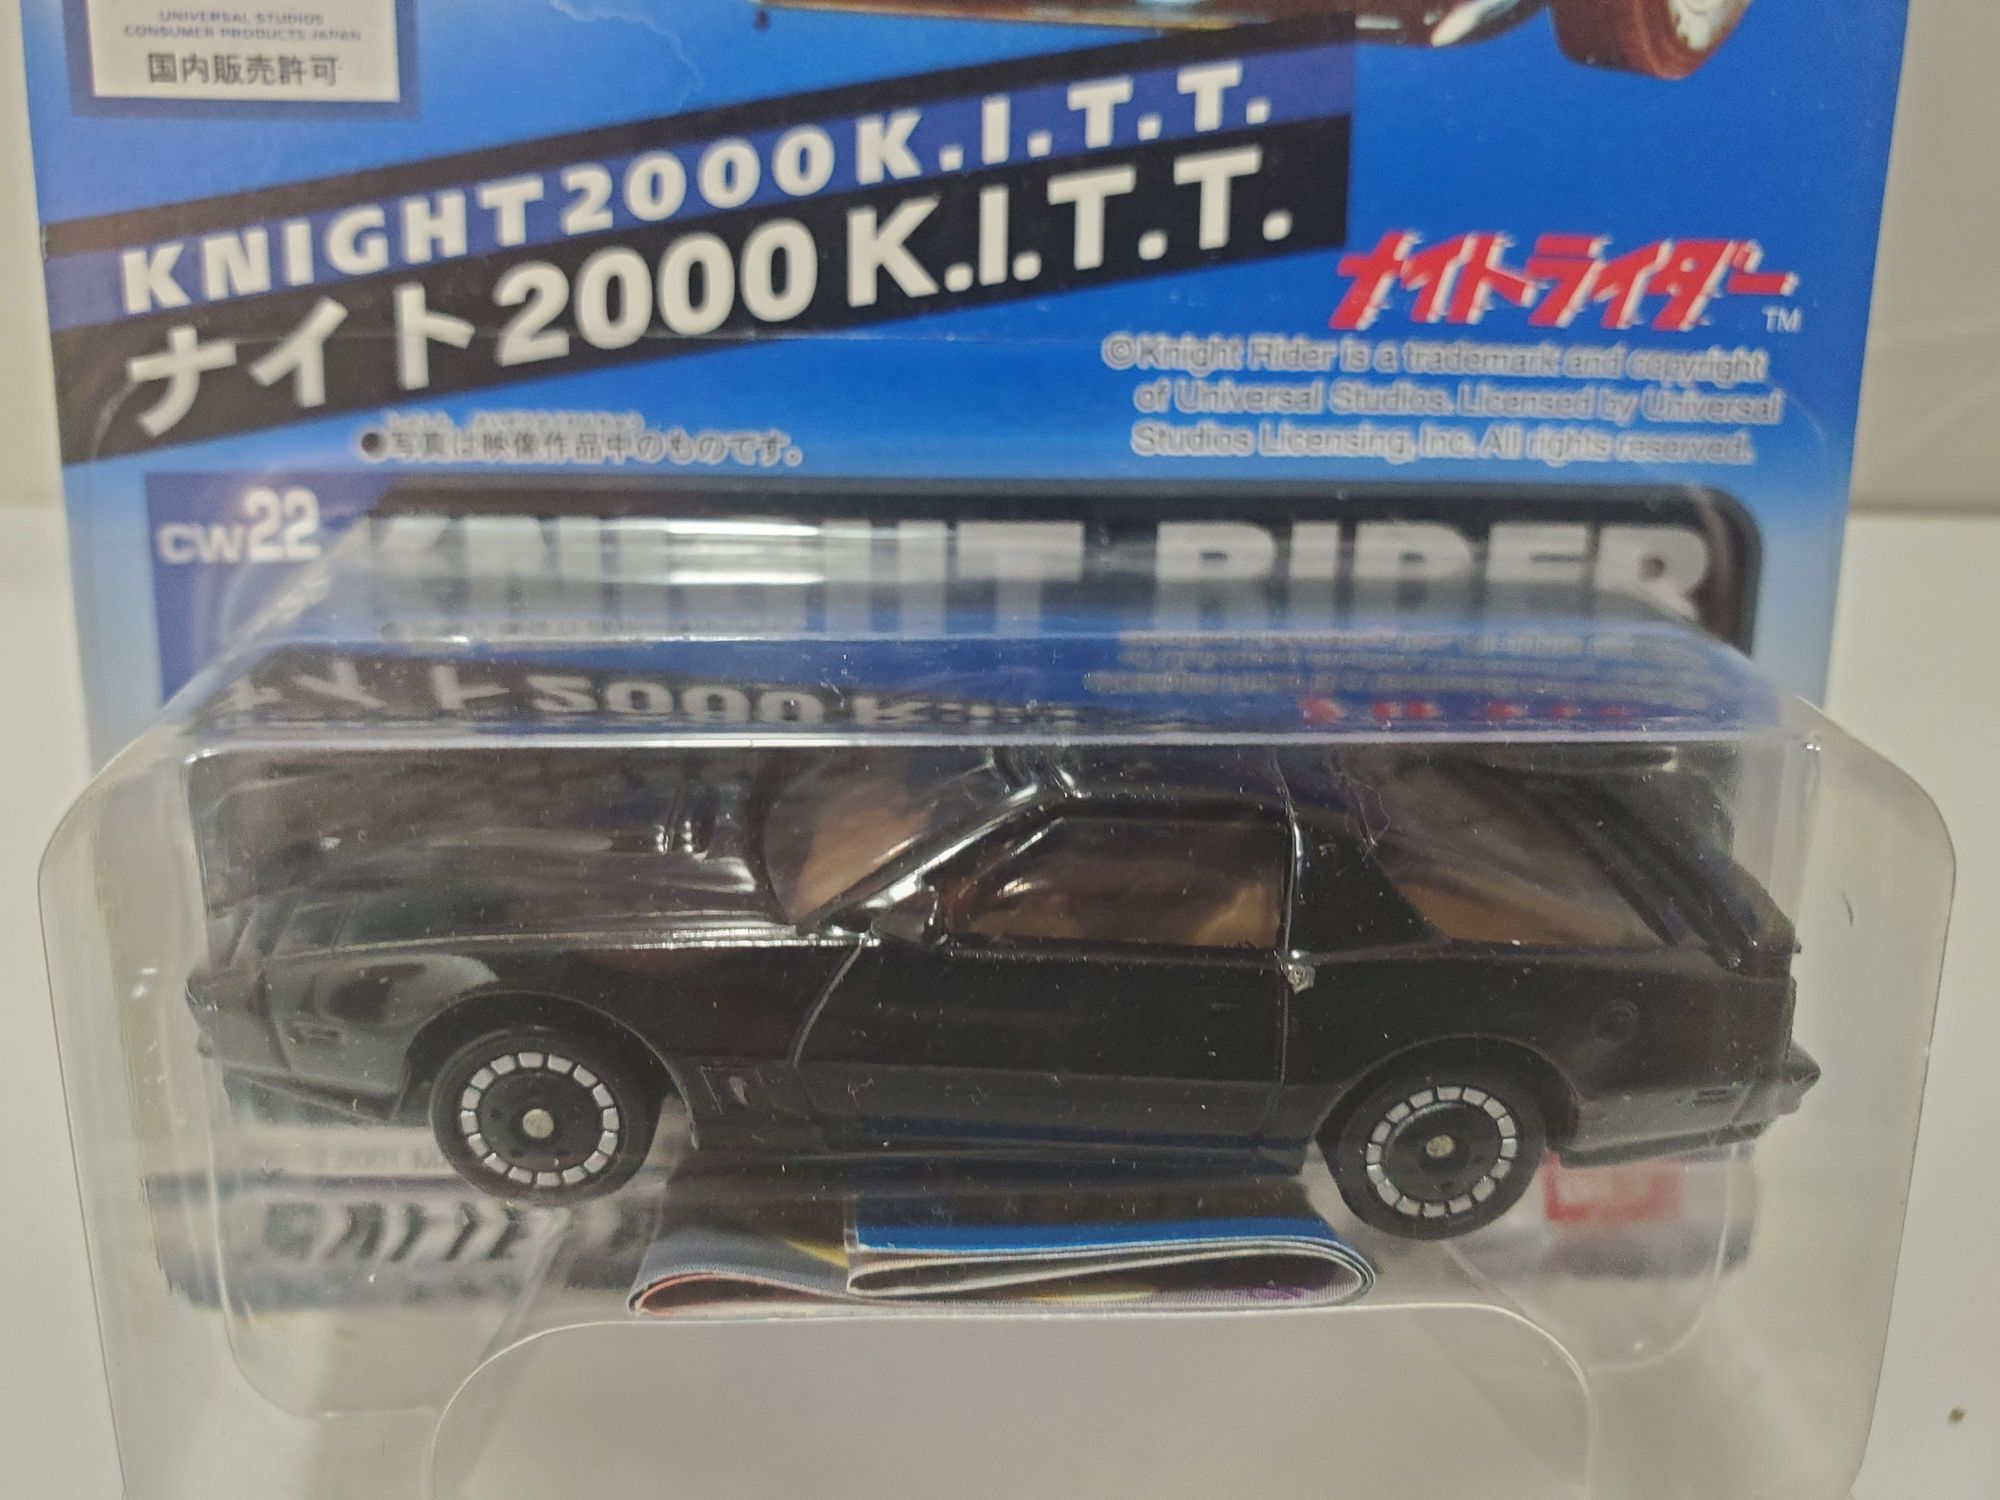 UNIVERSAL STUDIOS
CONSUMER PRODUCTS JAPAN
国内販売許可
KNIGHT2000K.I.T.T.
ナイト2000 K.I.T.T.
ナイトライダー TM
©Knight Rider is a trademark and copyright
of Universal Studios. Licensed by Universal
Studios Licensing, Inc. All rights reserved.
●写真は映像作品中のものです。
CW22
KNIGHT RIDER